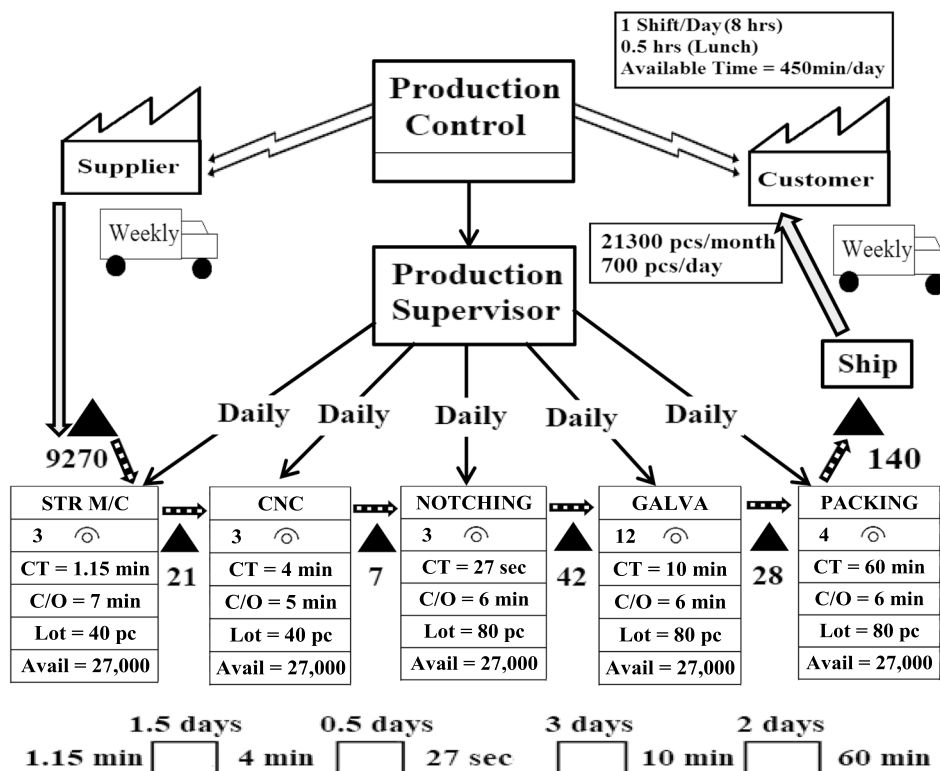 1 Shift/Day (8 hrs)
0.5 hrs (Lunch)
Available Time = 450min/day
Production
Control
Supplier
Customer
Weekly
21300 pcs/month
700 pcs/day
Weekly
Production
Supervisor
Ship
Daily
Daily
Daily
Daily
Daily
9270
140
STR M/C
3
CT = 1.15 min
C/O = 7 min
Lot = 40 pc
Avail = 27,000
21
CNC
3
CT = 4 min
C/O = 5 min
Lot = 40 pc
Avail = 27,000
7
NOTCHING
3
CT = 27 sec
C/O = 6 min
Lot = 80 pc
Avail = 27,000
42
GALVA
12
CT = 10 min
C/O = 6 min
Lot = 80 pc
Avail = 27,000
28
PACKING
4
CT = 60 min
C/O = 6 min
Lot = 80 pc
Avail = 27,000
1.5 days
0.5 days
3 days
2 days
1.15 min
4 min
27 sec
10 min
60 min